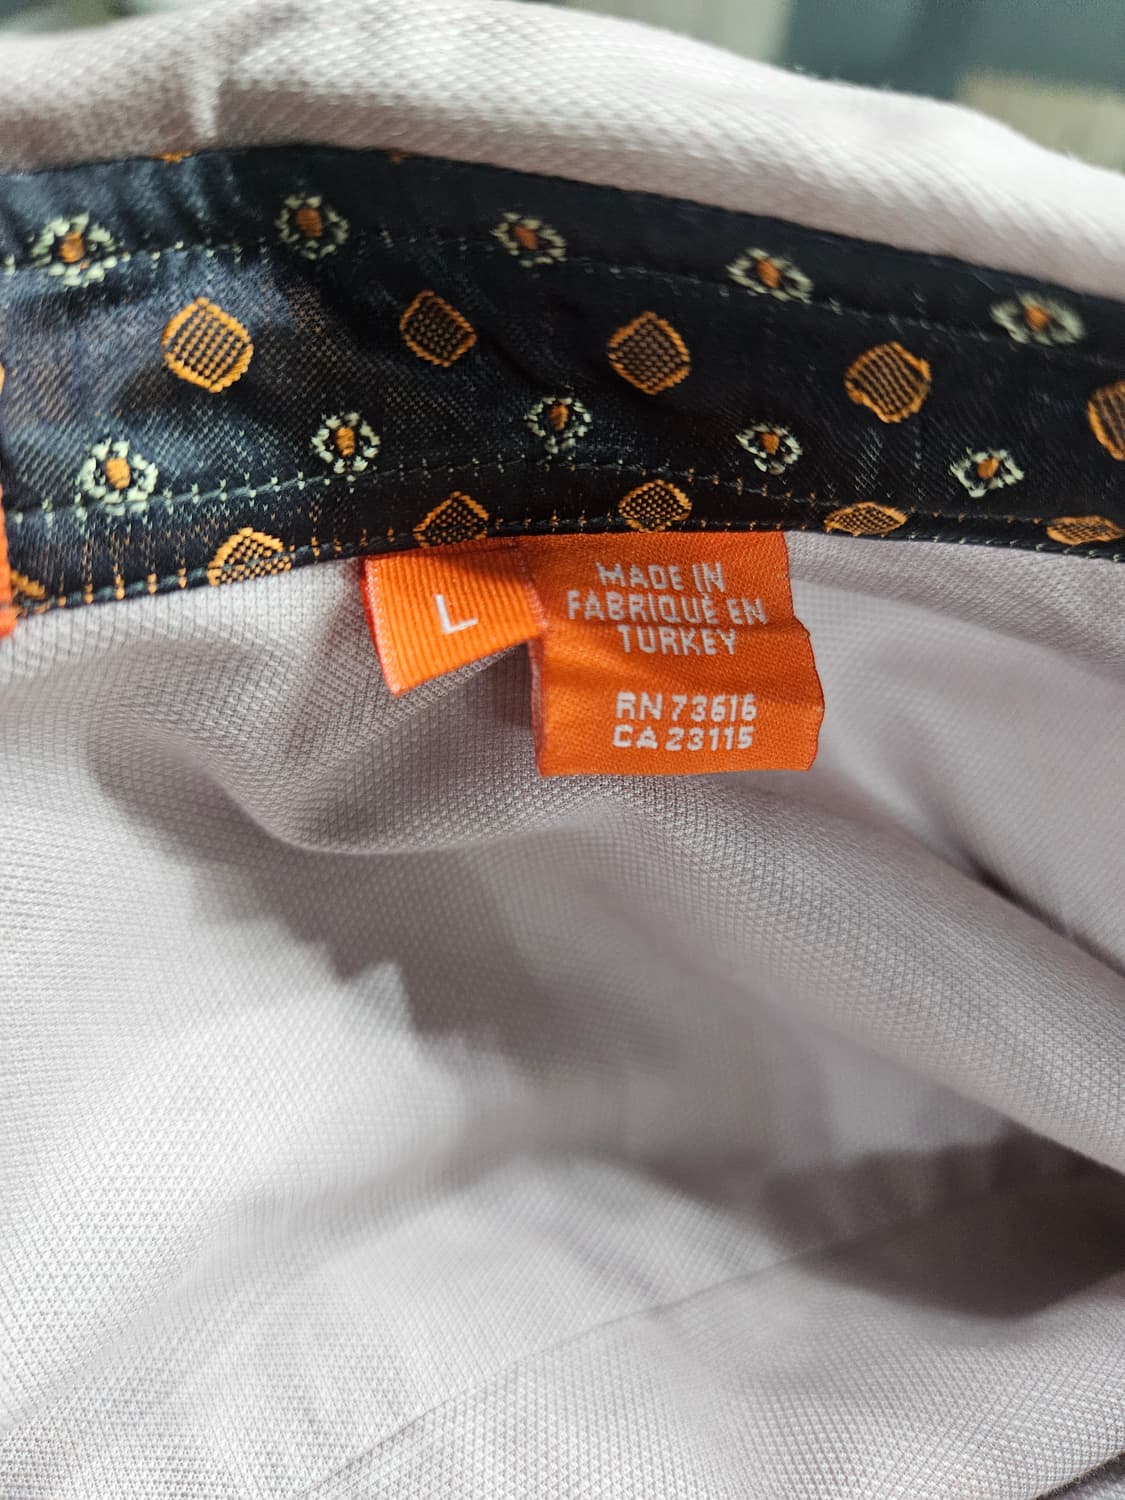 L
MADE IN
FABRIQUÉ EN
TURKEY
RN 73616
CA 23115